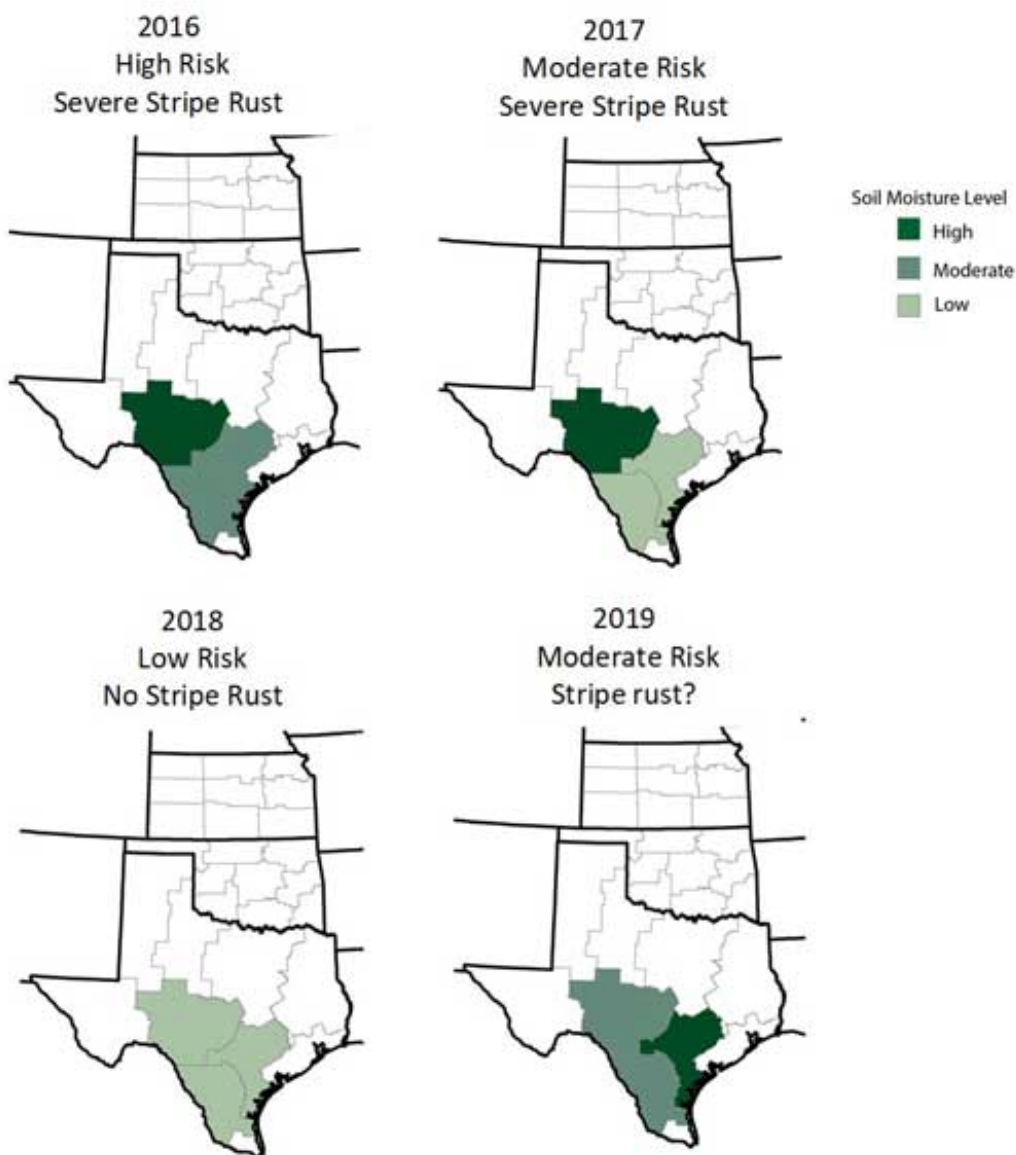 2016
High Risk
Severe Stripe Rust
2017
Moderate Risk
Severe Stripe Rust
Soil Moisture Level
High
Moderate
Low
2018
Low Risk
No Stripe Rust
2019
Moderate Risk
Stripe rust?